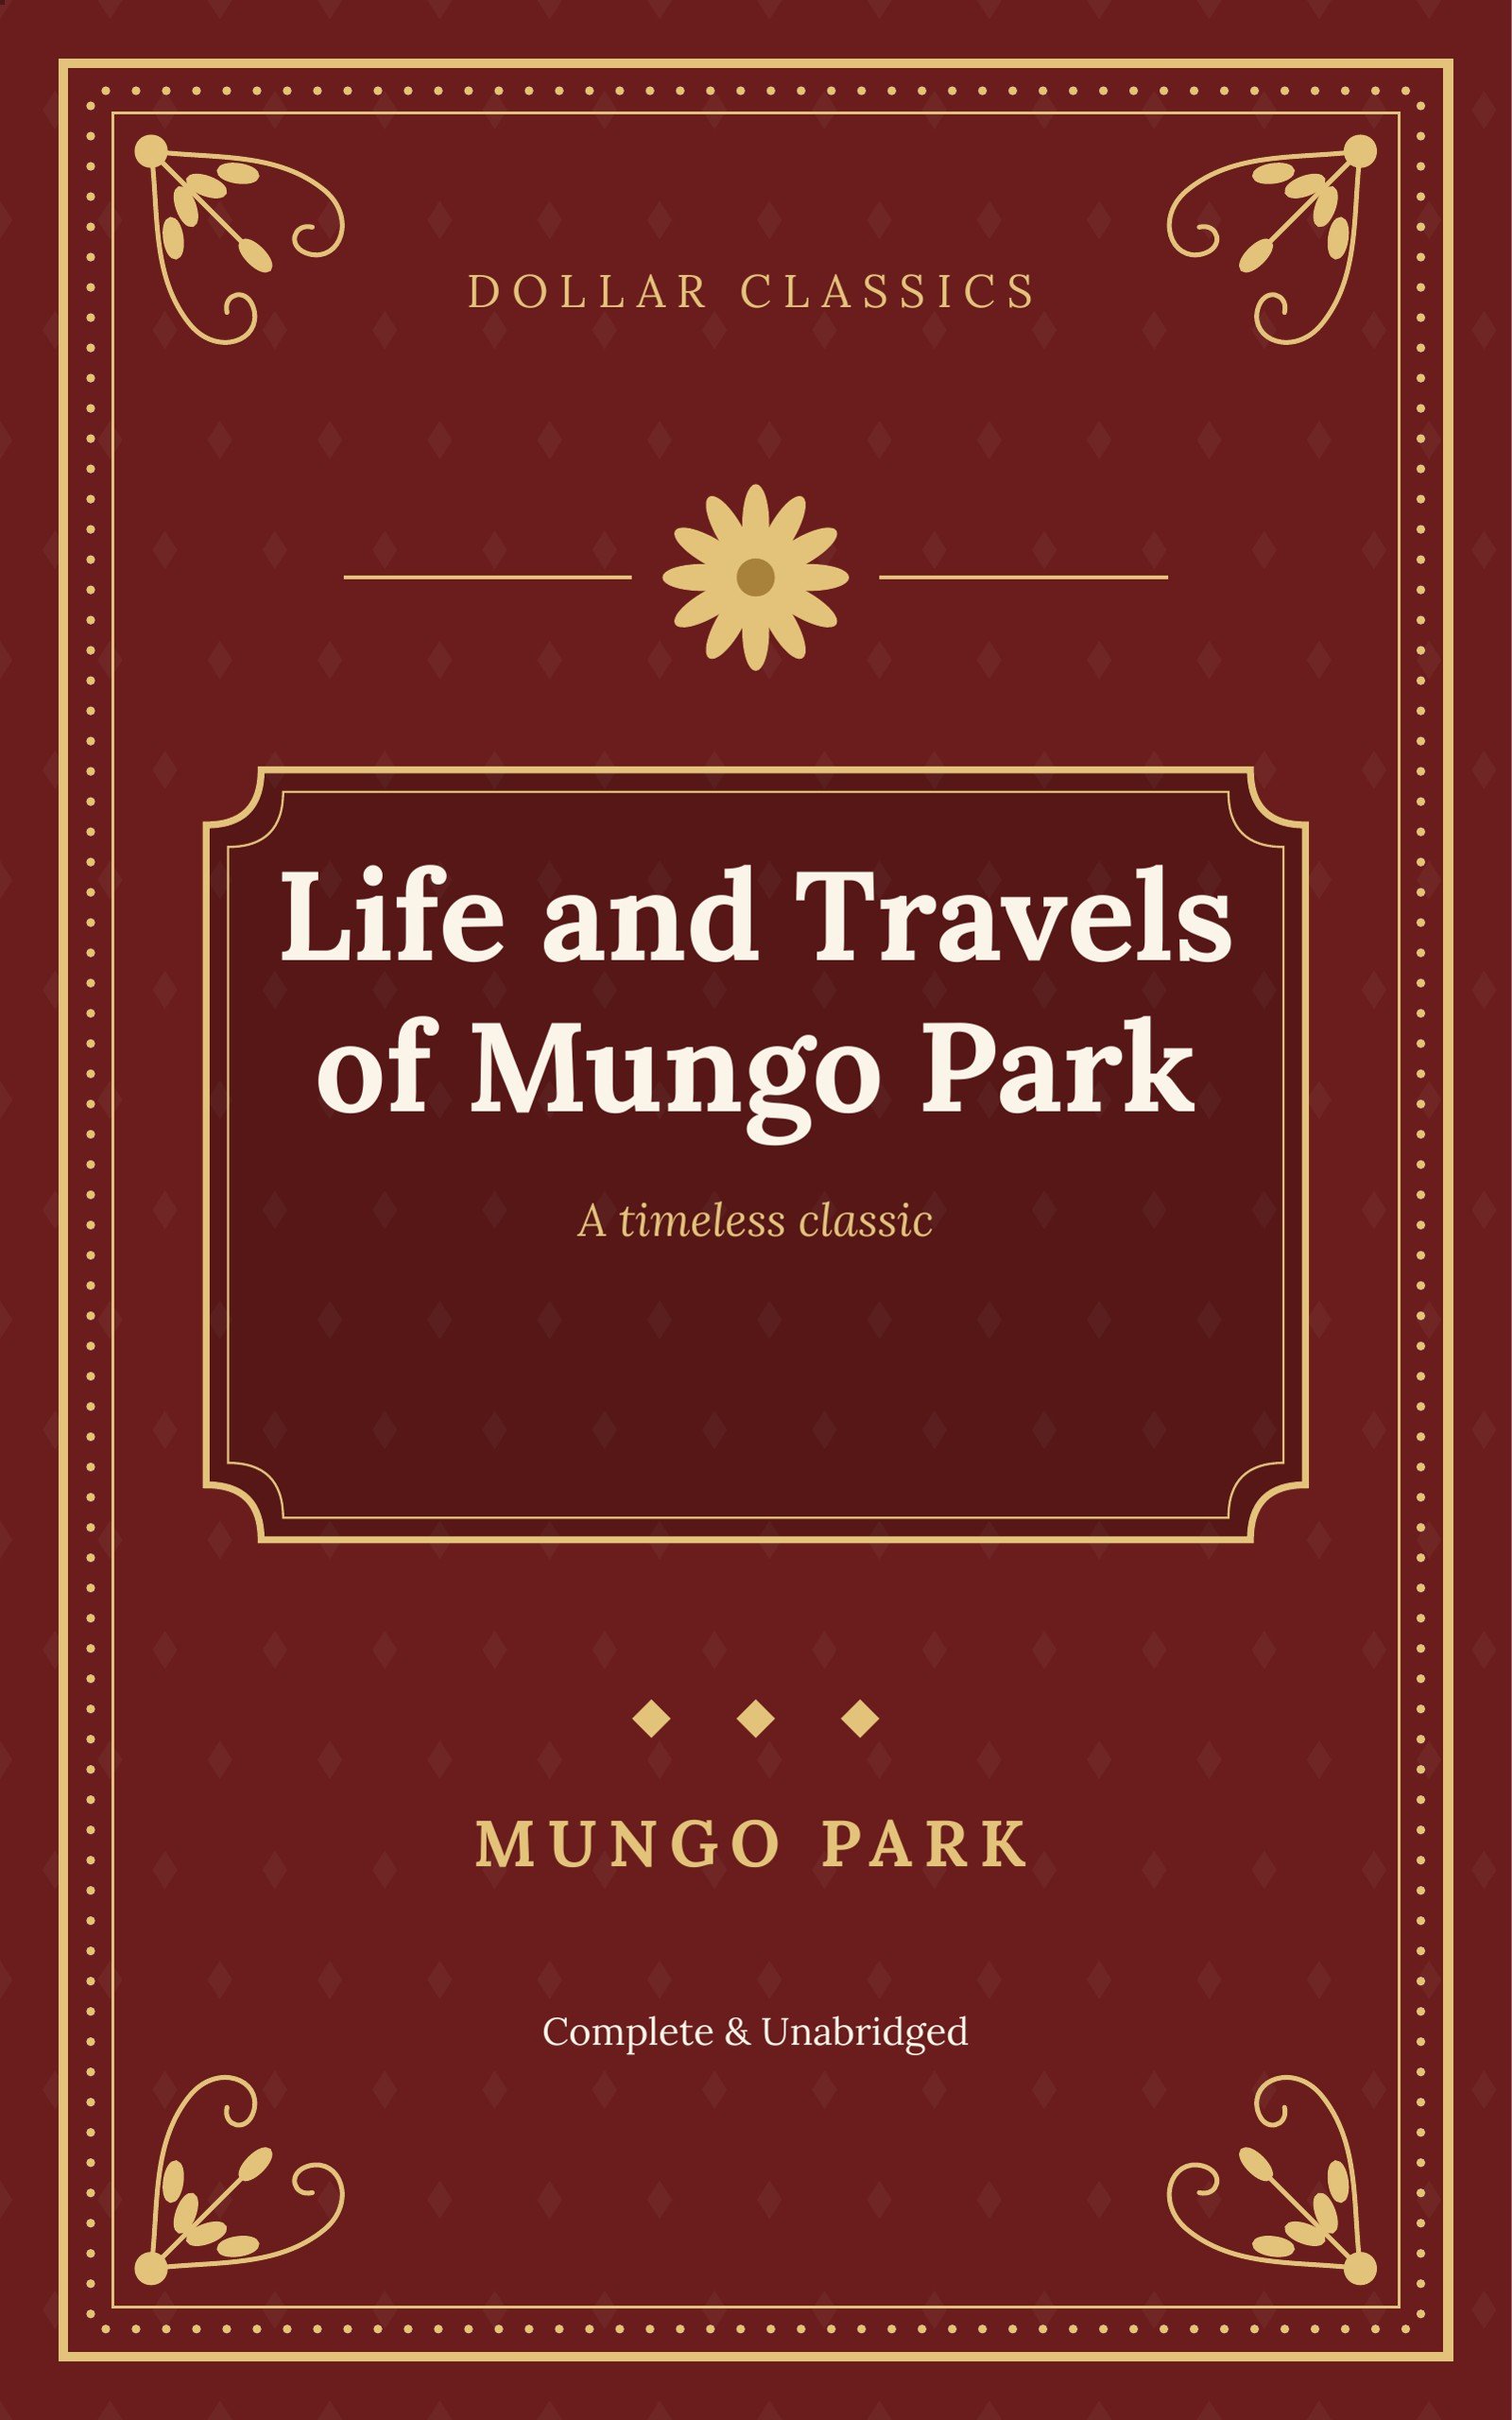 DOLLAR CLASSICS
Life and Travels
of Mungo Park
A timeless classic
MUNGO PARK
Complete & Unabridged